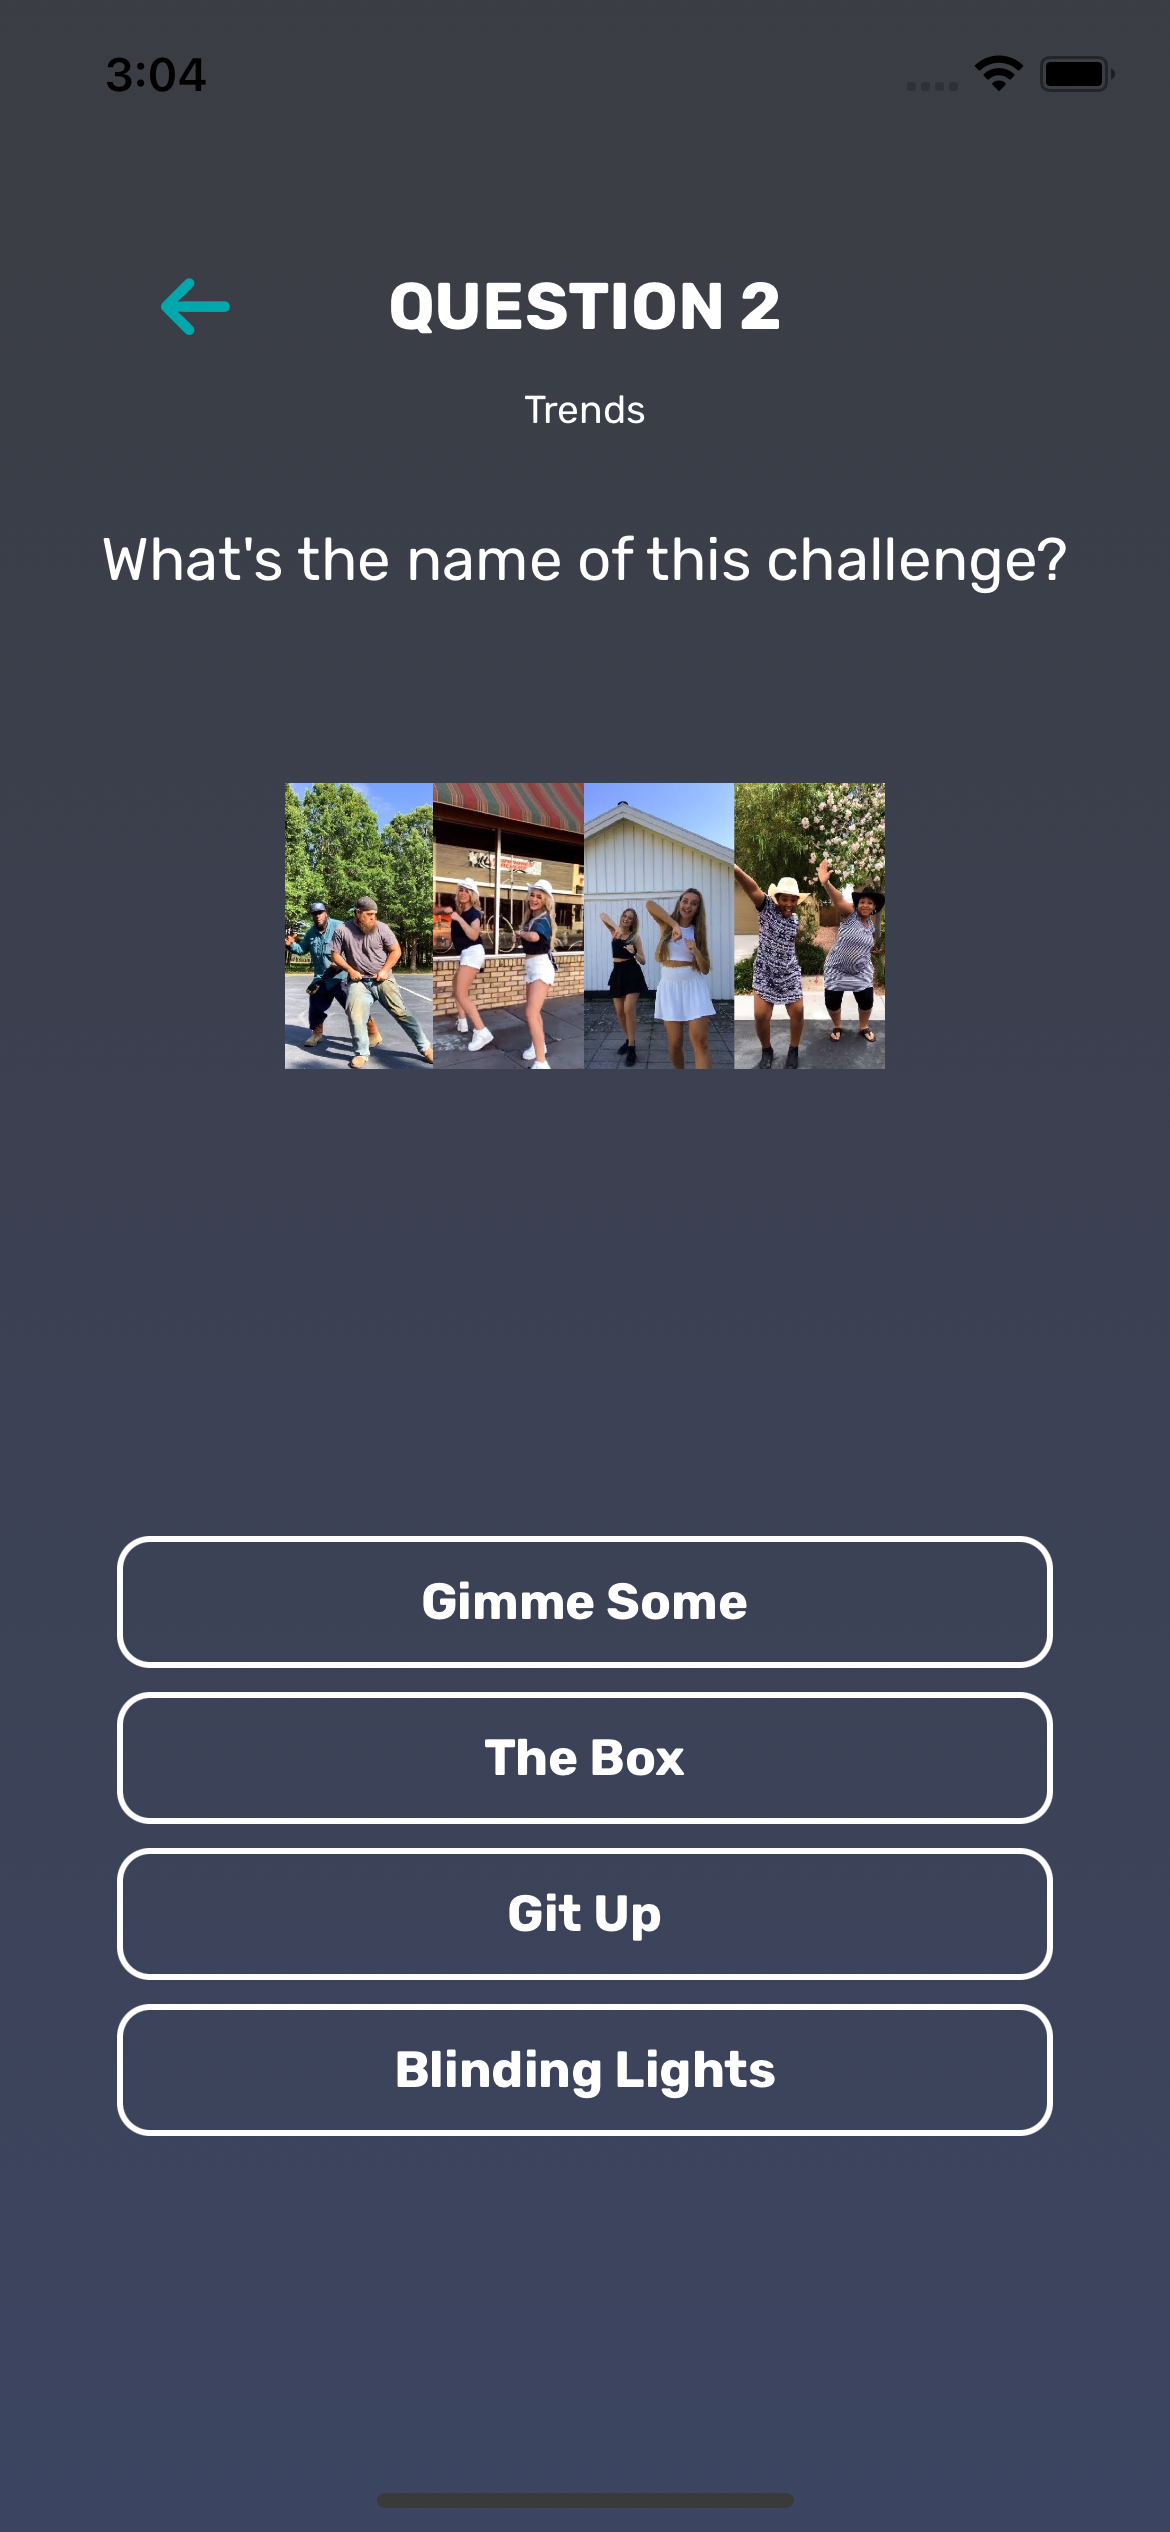 3:04
QUESTION 2
Trends
What's the name of this challenge?
Gimme Some
The Box
Git Up
Blinding Lights